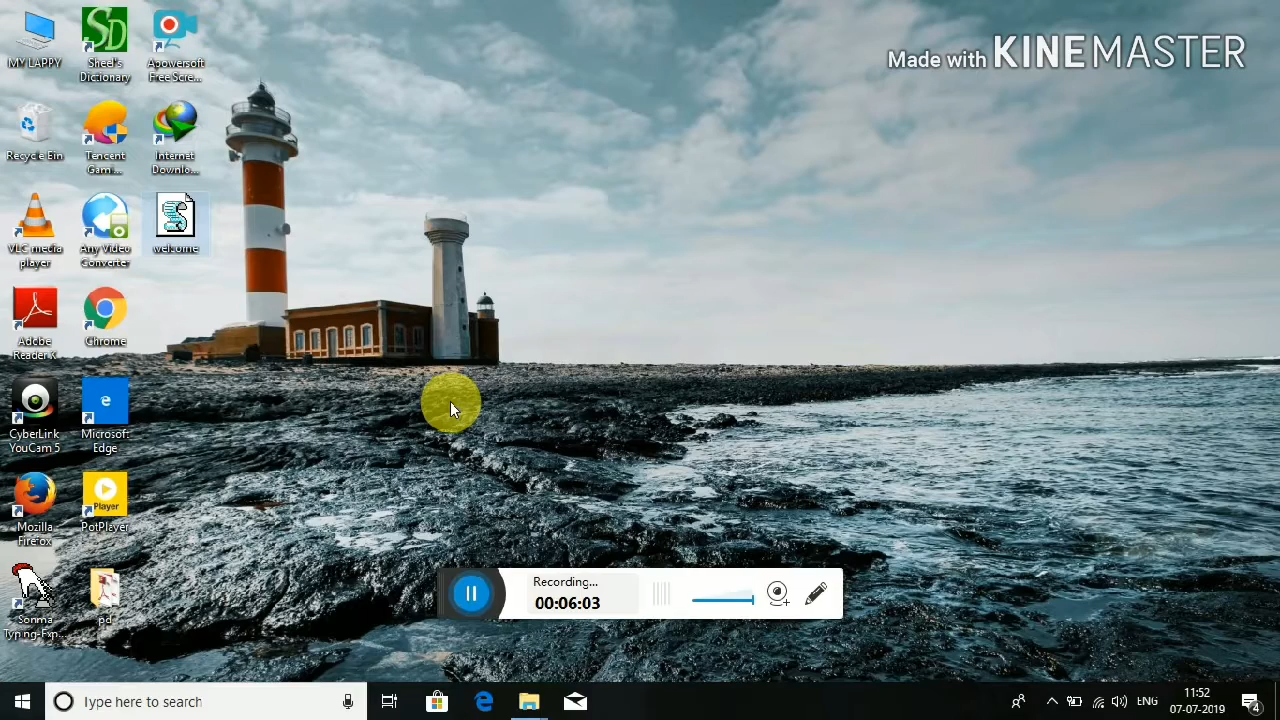 MY LAPPY
Sheel's
Dictionary
Apowersoft
Free Scre...
Made with KINEMASTER
Recycle Bin
Tencent
Gam...
Internet
Downlo...
VLC media
player
Any Video
Converter
welcome
Adobe
Reader X
Chrome
CyberLink
YouCam 5
e
Microsoft
Edge
Mozilla
Firefox
Player
PotPlayer
Sonma
Typing-Exp...
pd
Recording...
00:06:03
Type here to search
ENG
11:52
07-07-2019
4